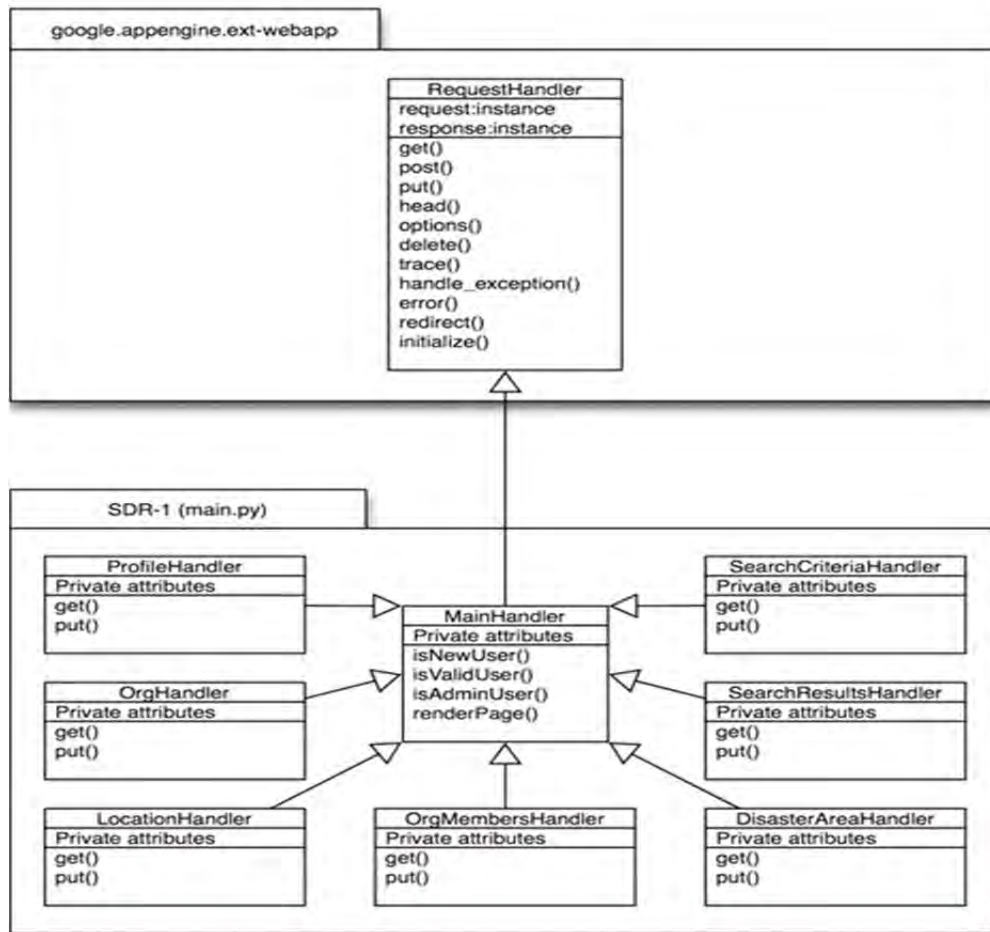 google.appengine.ext-webapp
RequestHandler
request:instance
response:instance
get()
post()
put()
head()
options()
delete()
trace()
handle_exception()
error()
redirect()
initialize()
SDR-1 (main.py)
ProfileHandler
Private attributes
get()
put()
OrgHandler
Private attributes
get()
put()
LocationHandler
Private attributes
get()
put()
MainHandler
Private attributes
isNewUser()
isValidUser()
isAdminUser()
renderPage()
OrgMembersHandler
Private attributes
get()
put()
SearchCriteriaHandler
Private attributes
get()
put()
SearchResultsHandler
Private attributes
get()
put()
DisasterAreaHandler
Private attributes
get()
put()